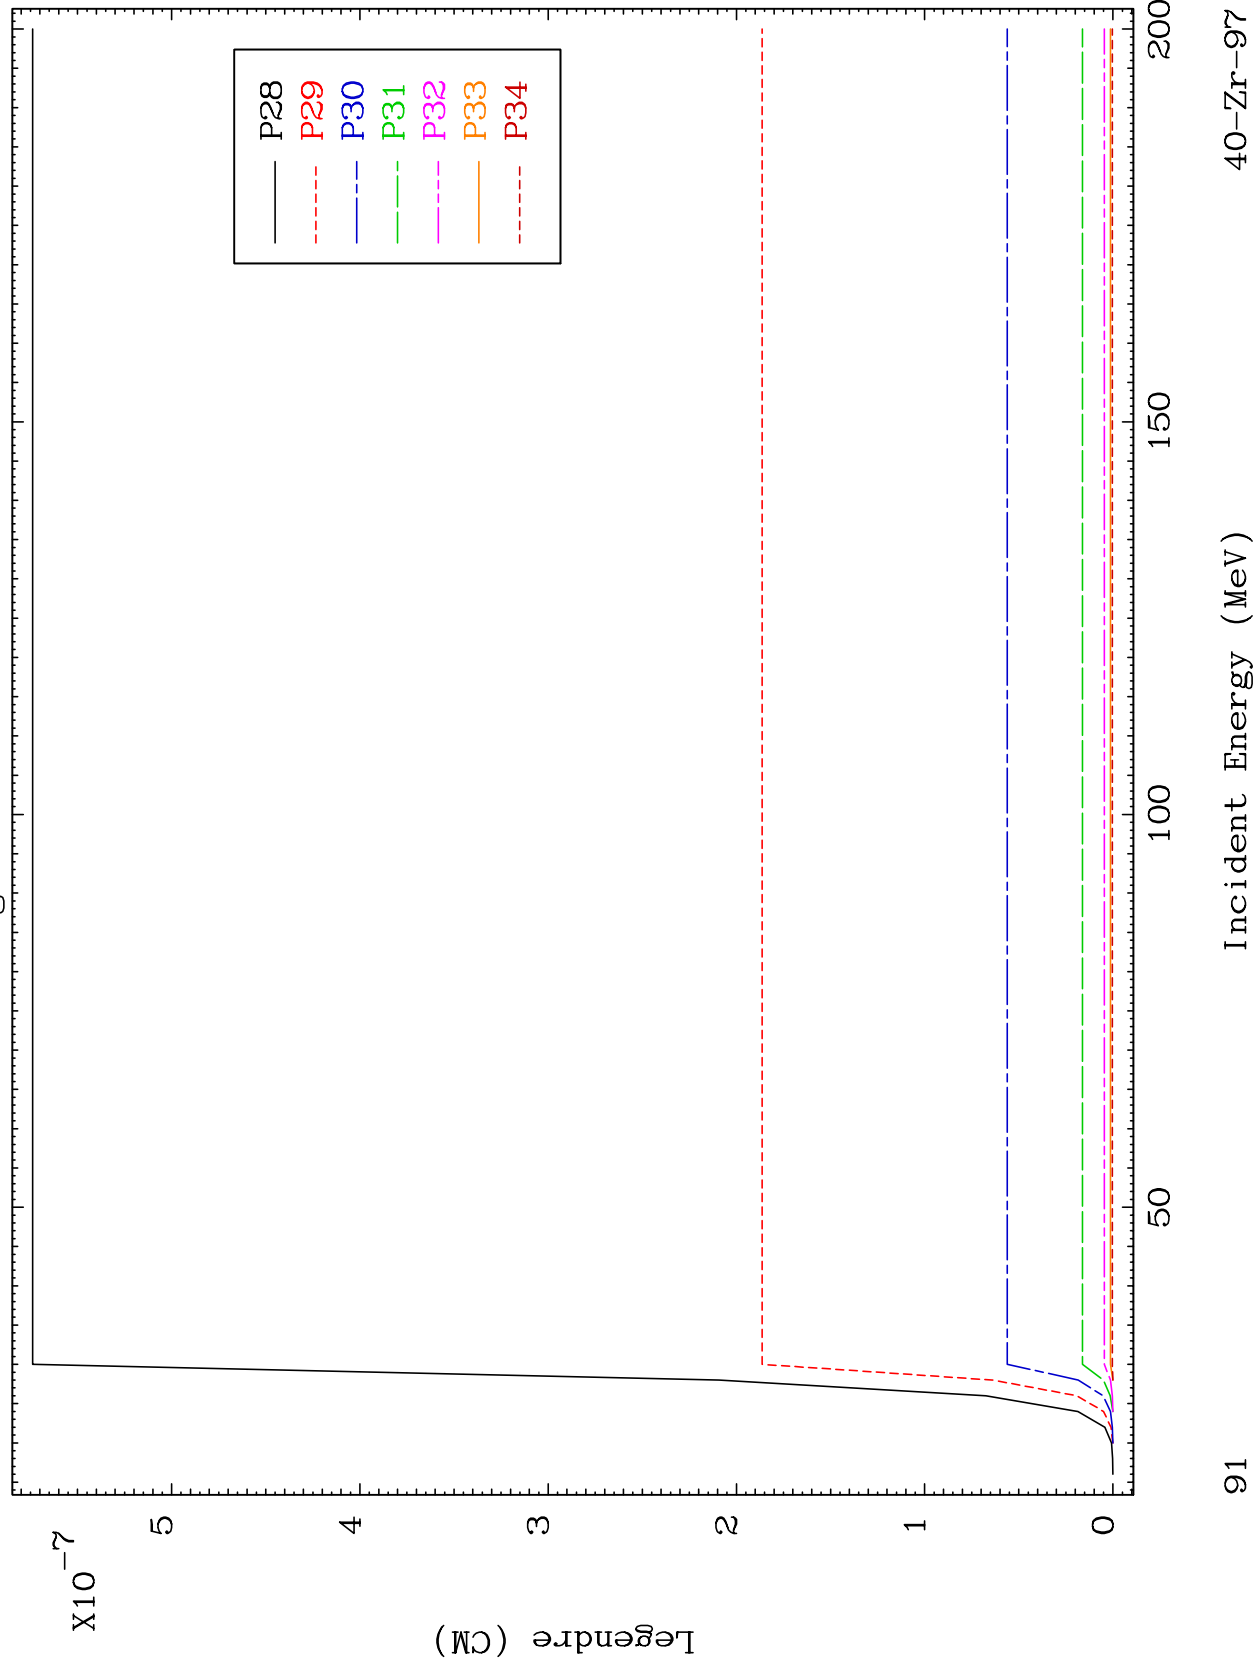 X10-7
5
4
3
2
1
0
Legendre (CM)
P28
P29
P30
P31
P32
P33
P34
50
100
150
200
Incident Energy (MeV)
91
40-Zr-97